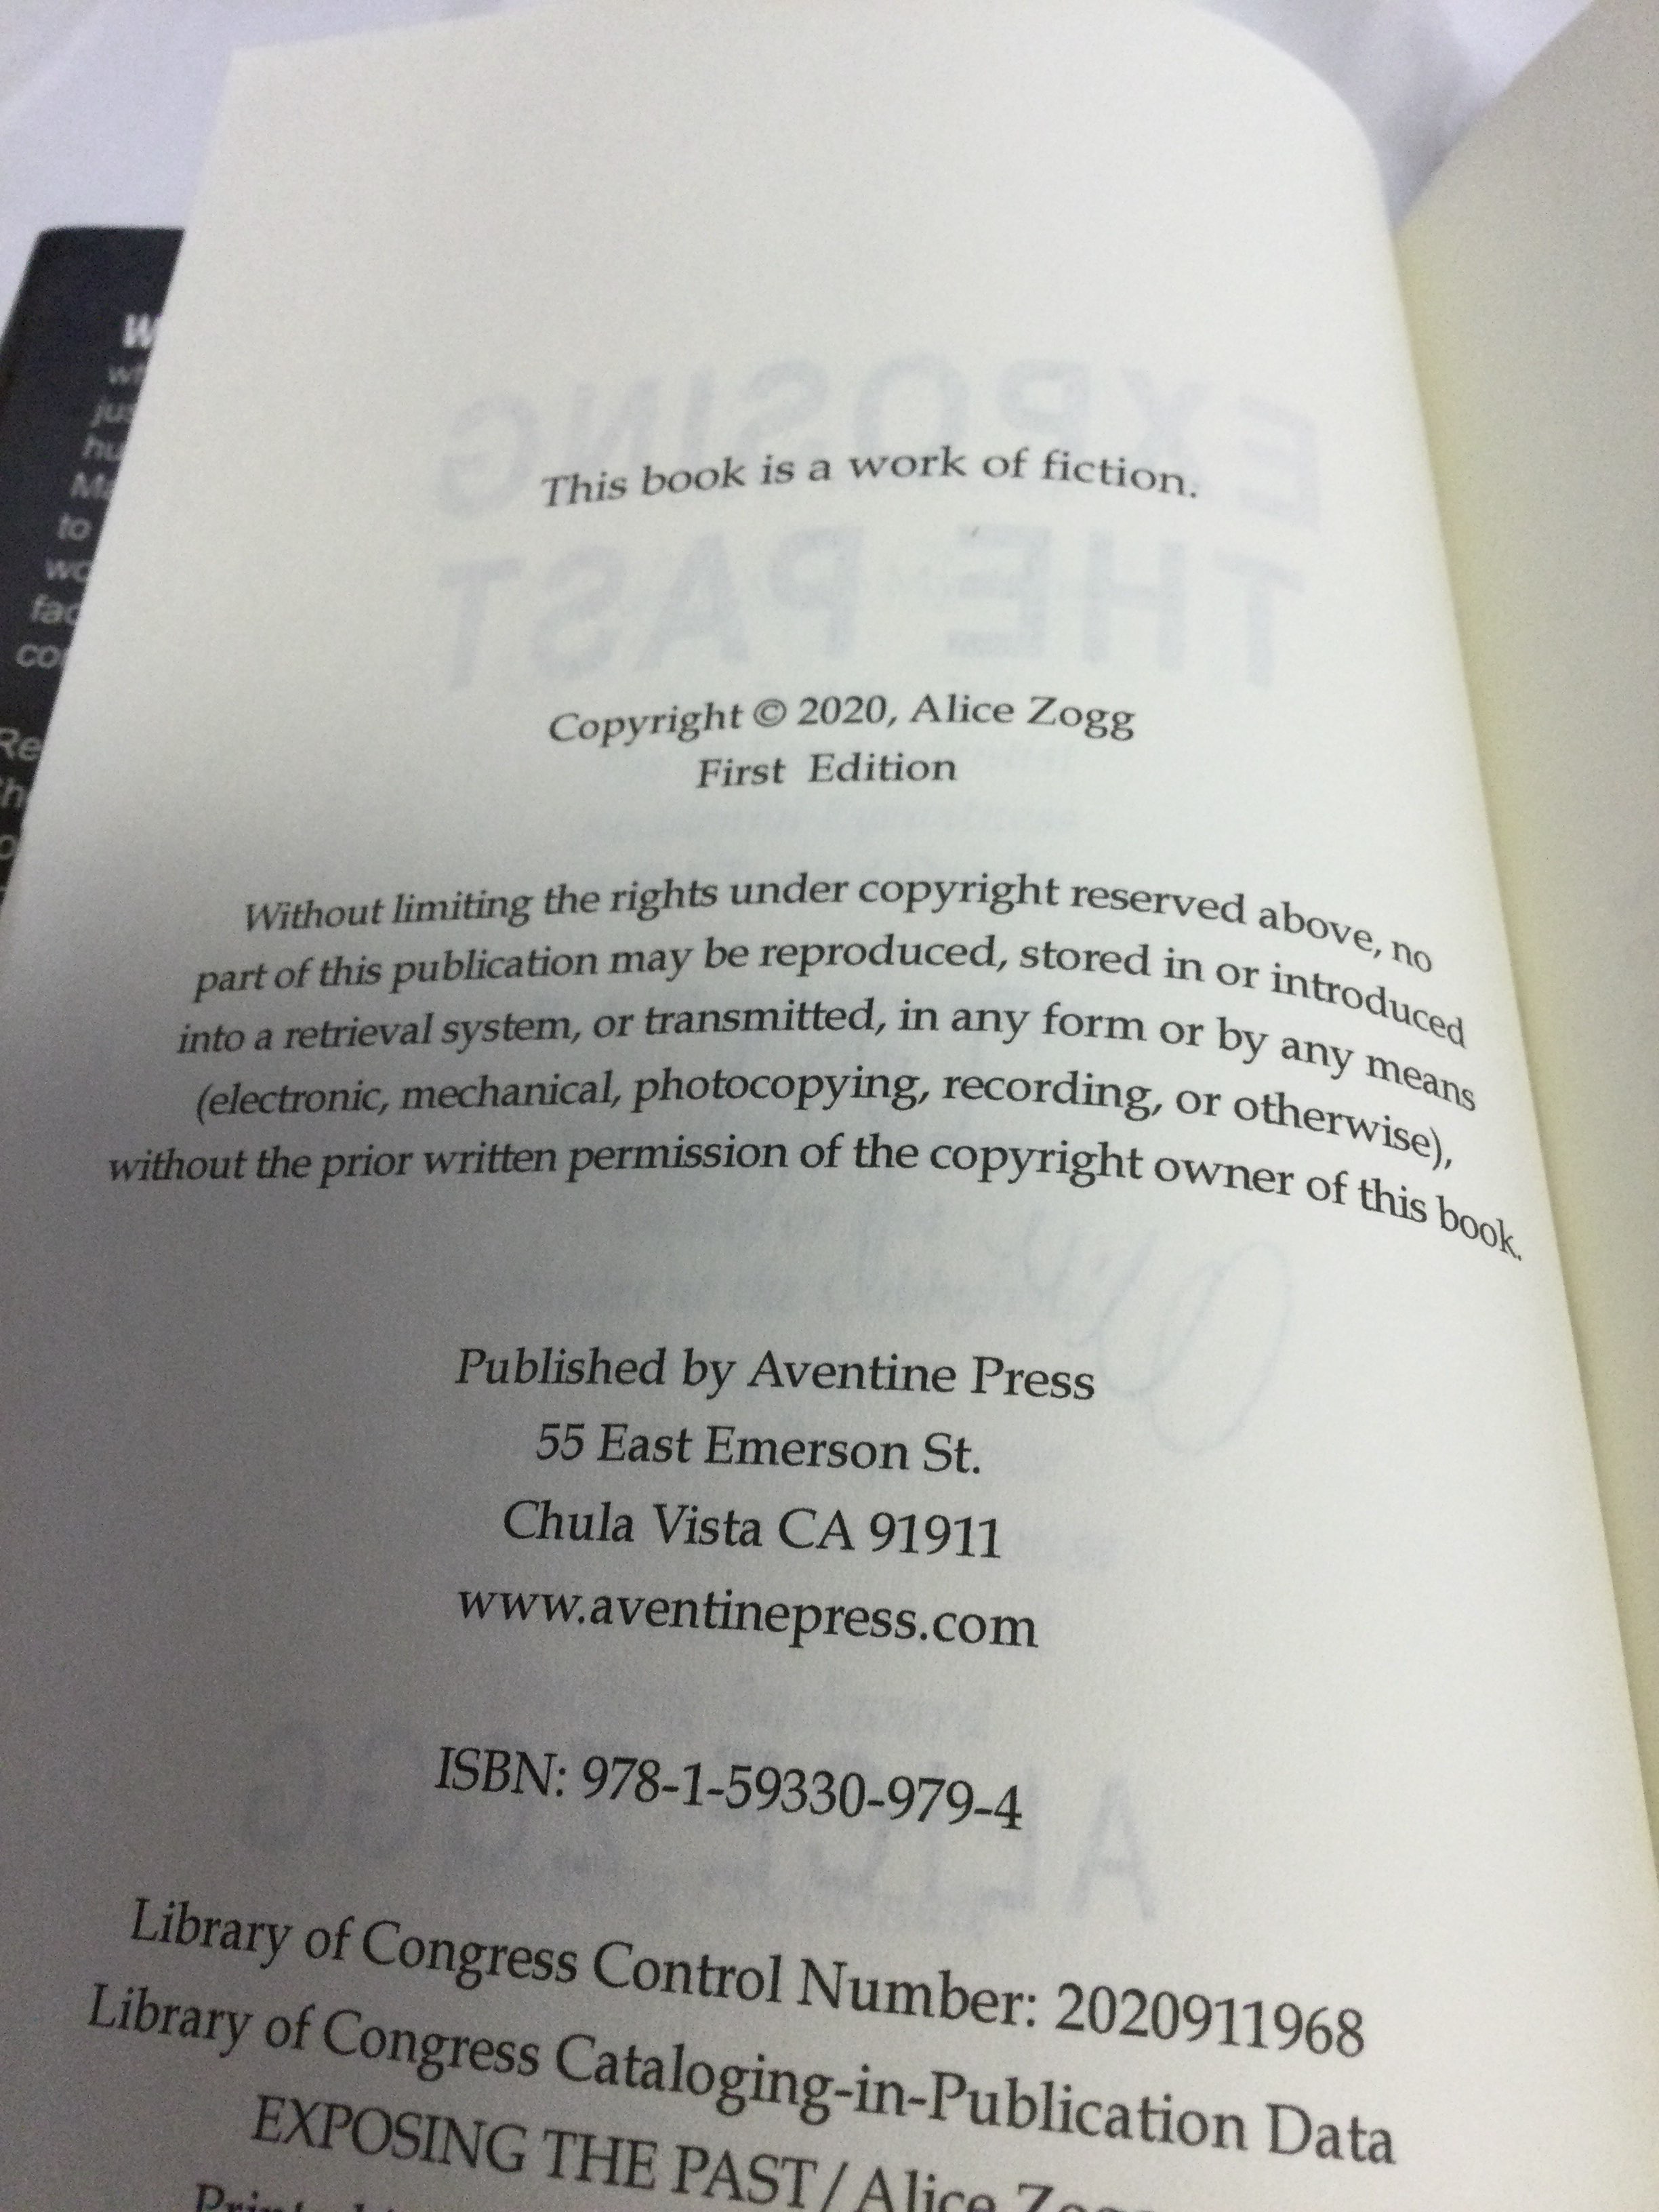 This book is a work of fiction.
Copyright © 2020, Alice Zogg
First Edition
Without limiting the rights under copyright reserved above, no
part of this publication may be reproduced, stored in or introduced
into a retrieval system, or transmitted, in any form or by any means
(electronic, mechanical, photocopying, recording, or otherwise),
without the prior written permission of the copyright owner of this book.
Published by Aventine Press
55 East Emerson St.
Chula Vista CA 91911
www.aventinepress.com
ISBN: 978-1-59330-979-4
Library of Congress Control Number: 2020911968
Library of Congress Cataloging-in-Publication Data
EXPOSING THE PAST/ Alice
to